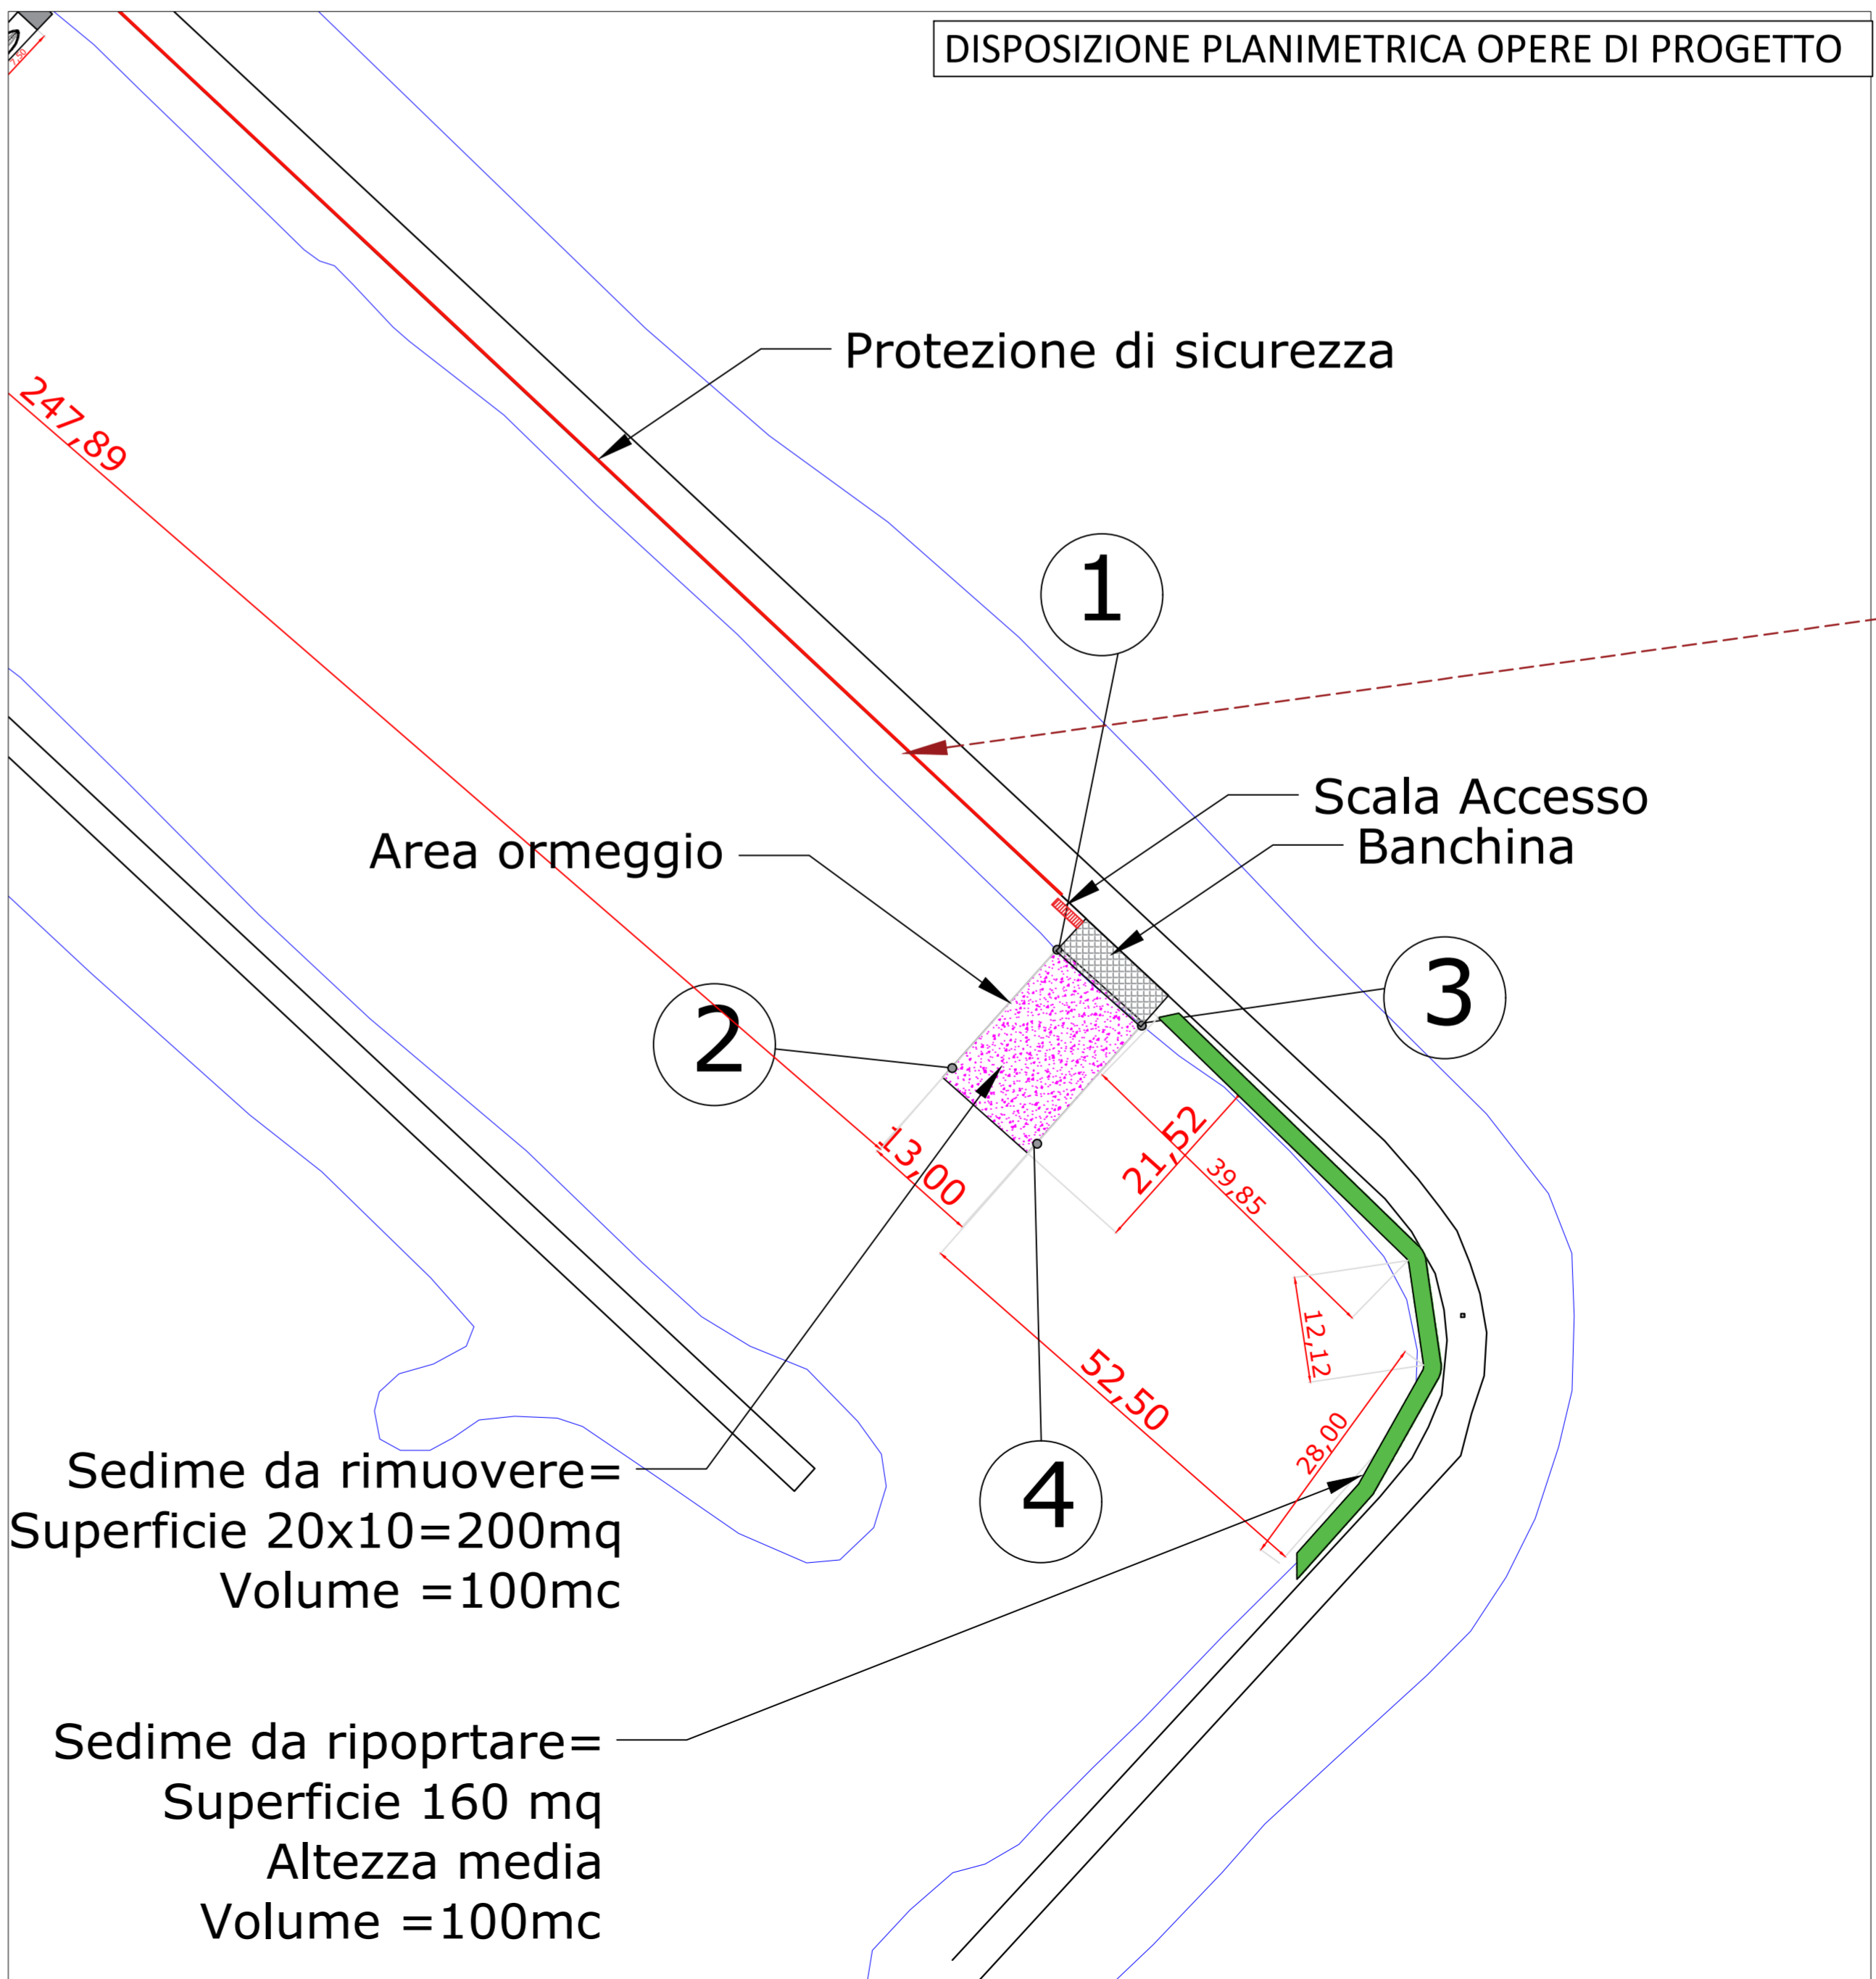 DISPOSIZIONE PLANIMETRICA OPERE DI PROGETTO
7,50
Protezione di sicurezza
247,89
1
Scala Accesso
Banchina
Area ormeggio
3
2
13,00
21,52
39,85
12,12
52,50
28,00
4
Sedime da rimuovere=
Superficie 20x10=200mq
Volume =100mc
Sedime da ripoprtare=
Superficie 160 mq
Altezza media
Volume =100mc